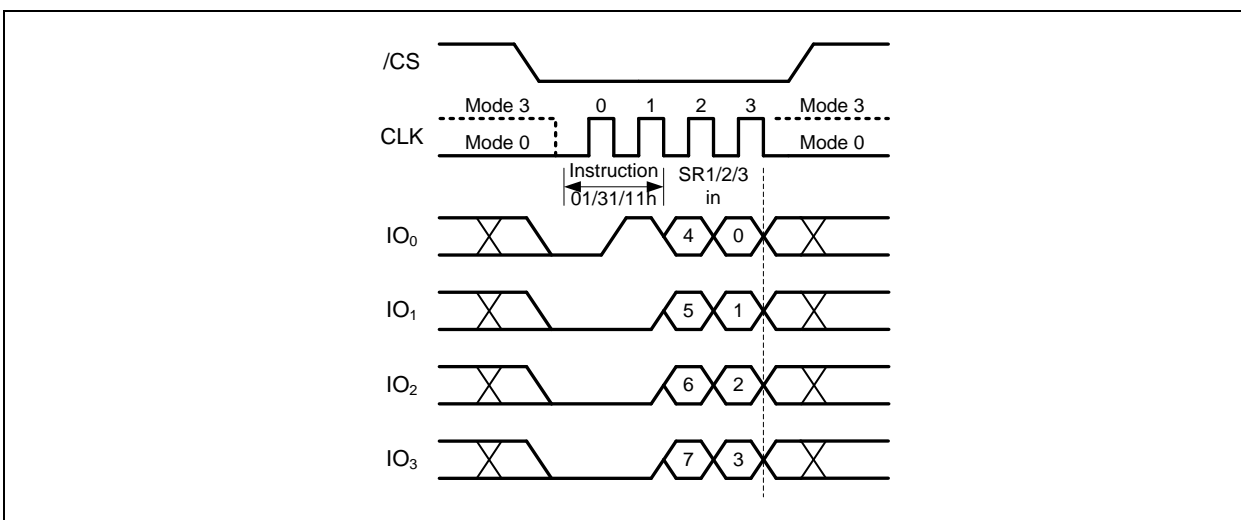 /CS
Mode 3 0 1 2 3 Mode 3
CLK
Mode 0 Mode 0
Instruction SR1/2/3
01/31/11h in
IO₀ 4 0
IO₁ 5 1
IO₂ 6 2
IO₃ 7 3